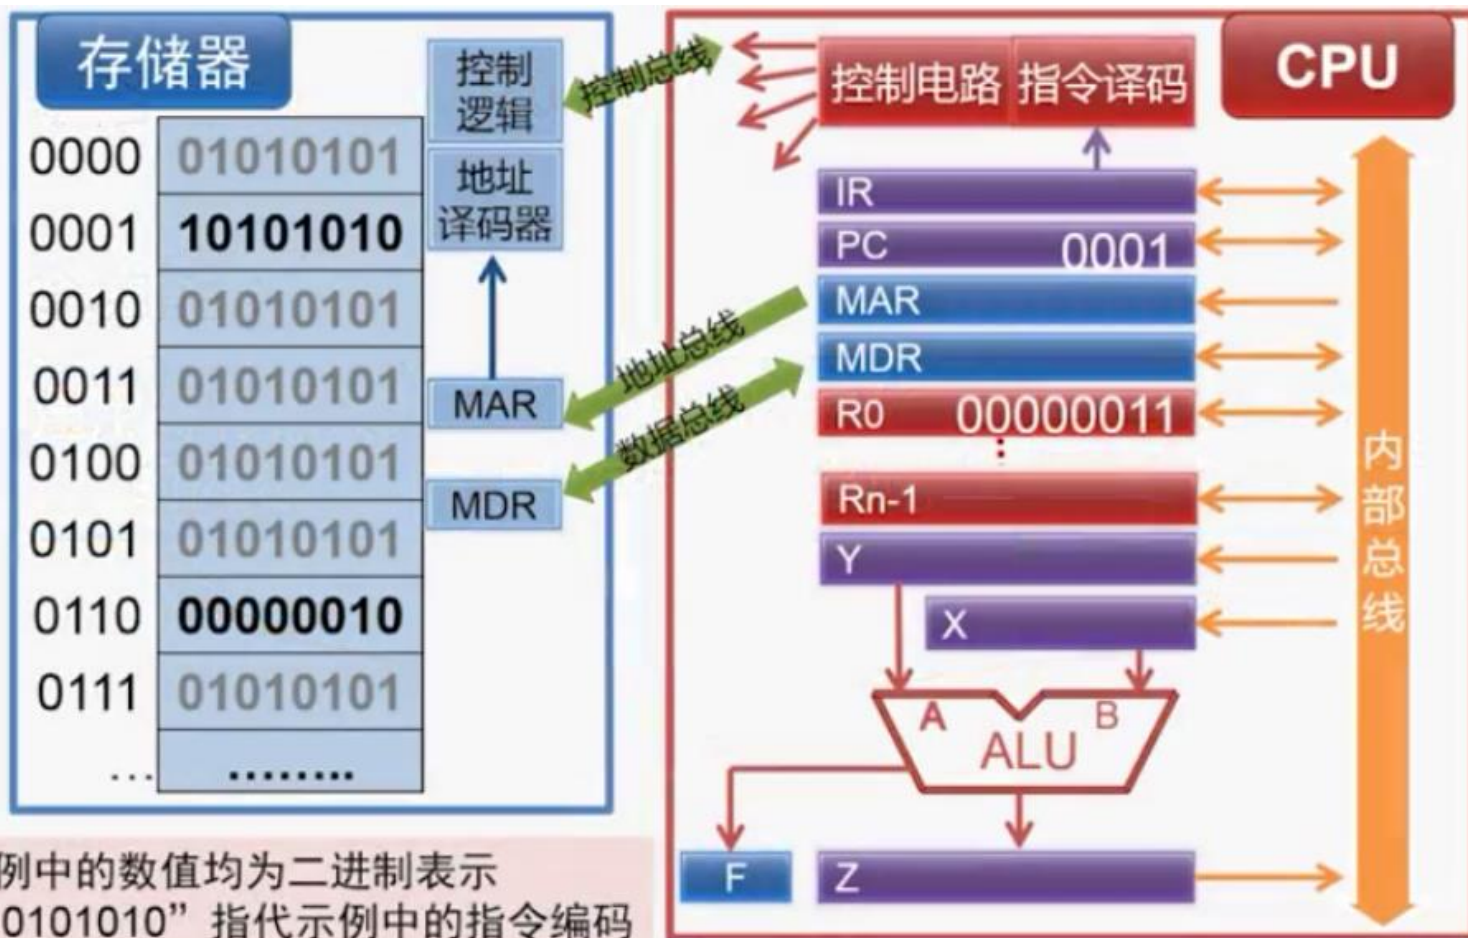 存储器
控制
逻辑
地址
译码器
MAR
MDR
0000 01010101
0001 10101010
0010 01010101
0011 01010101
0100 01010101
0101 01010101
0110 00000010
0111 01010101
... ........
控制总线
地址总线
数据总线
CPU
控制电路 指令译码
IR
PC 0001
MAR
MDR
R0 00000011
⋮
Rn-1
Y
X
A B
ALU
F
Z
内部总线
例中的数值均为二进制表示
0101010”指代示例中的指令编码